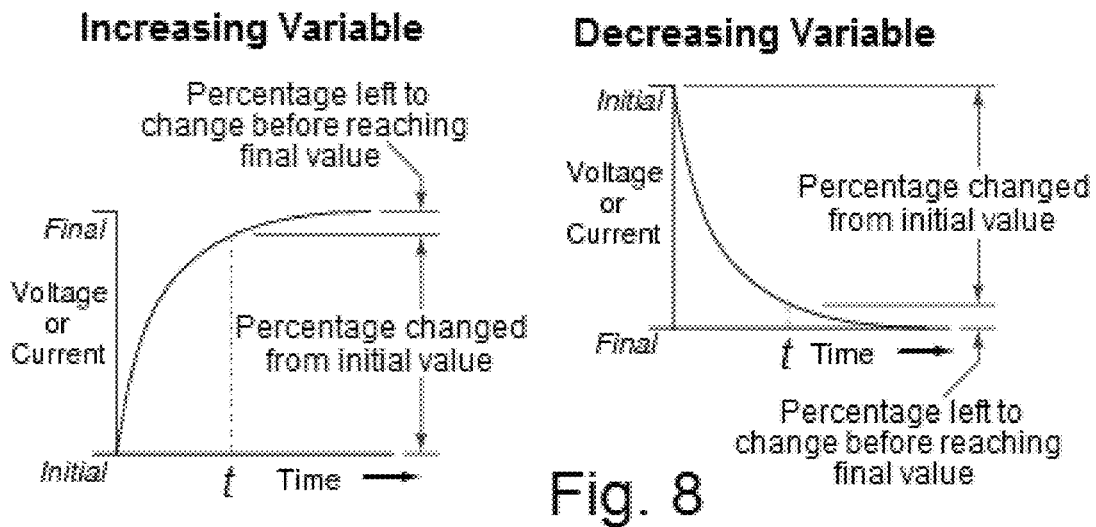 Increasing Variable
Percentage left to
change before reaching
final value
Final
Voltage
or
Current
Percentage changed
from initial value
Initial
t
Time
Decreasing Variable
Initial
Voltage
or
Current
Percentage changed
from initial value
Final
t
Time
Percentage left to
change before reaching
final value
Fig. 8